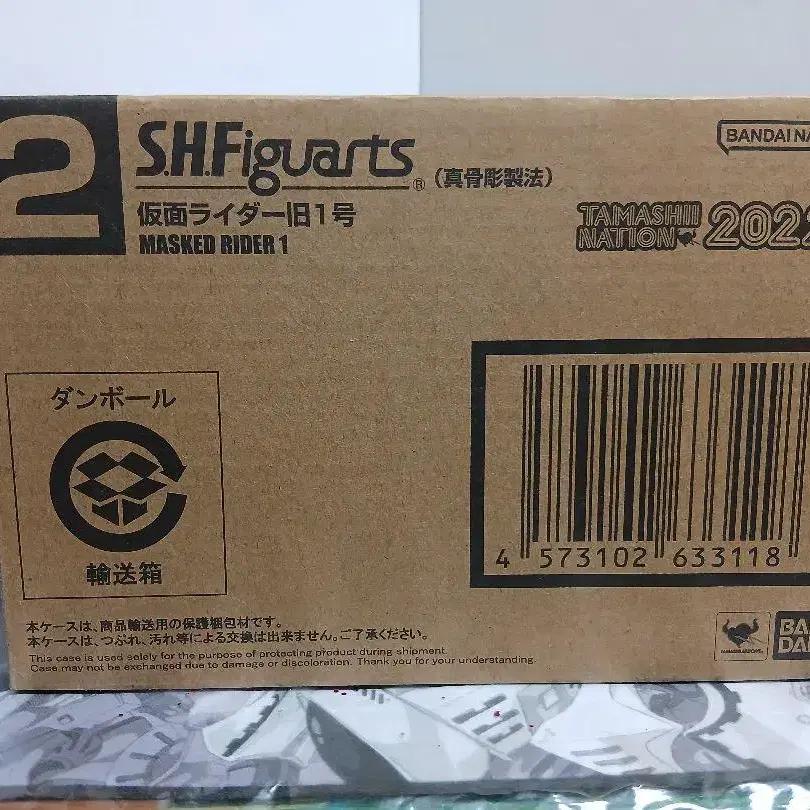 2
S.H.Figuarts® (真骨彫製法)
BANDAI NA
仮面ライダー旧1号
MASKED RIDER 1
TAMASHII NATION 2022
ダンボール
輸送箱
4 573102 633118
本ケースは、商品輸送用の保護梱包材です。
本ケースは、つぶれ、汚れ等による交換は出来ません。ご了承ください。
This case is used solely for the purpose of protecting product during shipment.
Case may not be exchanged due to damage or discoloration. Thank you for your understanding.
BAN
DAI